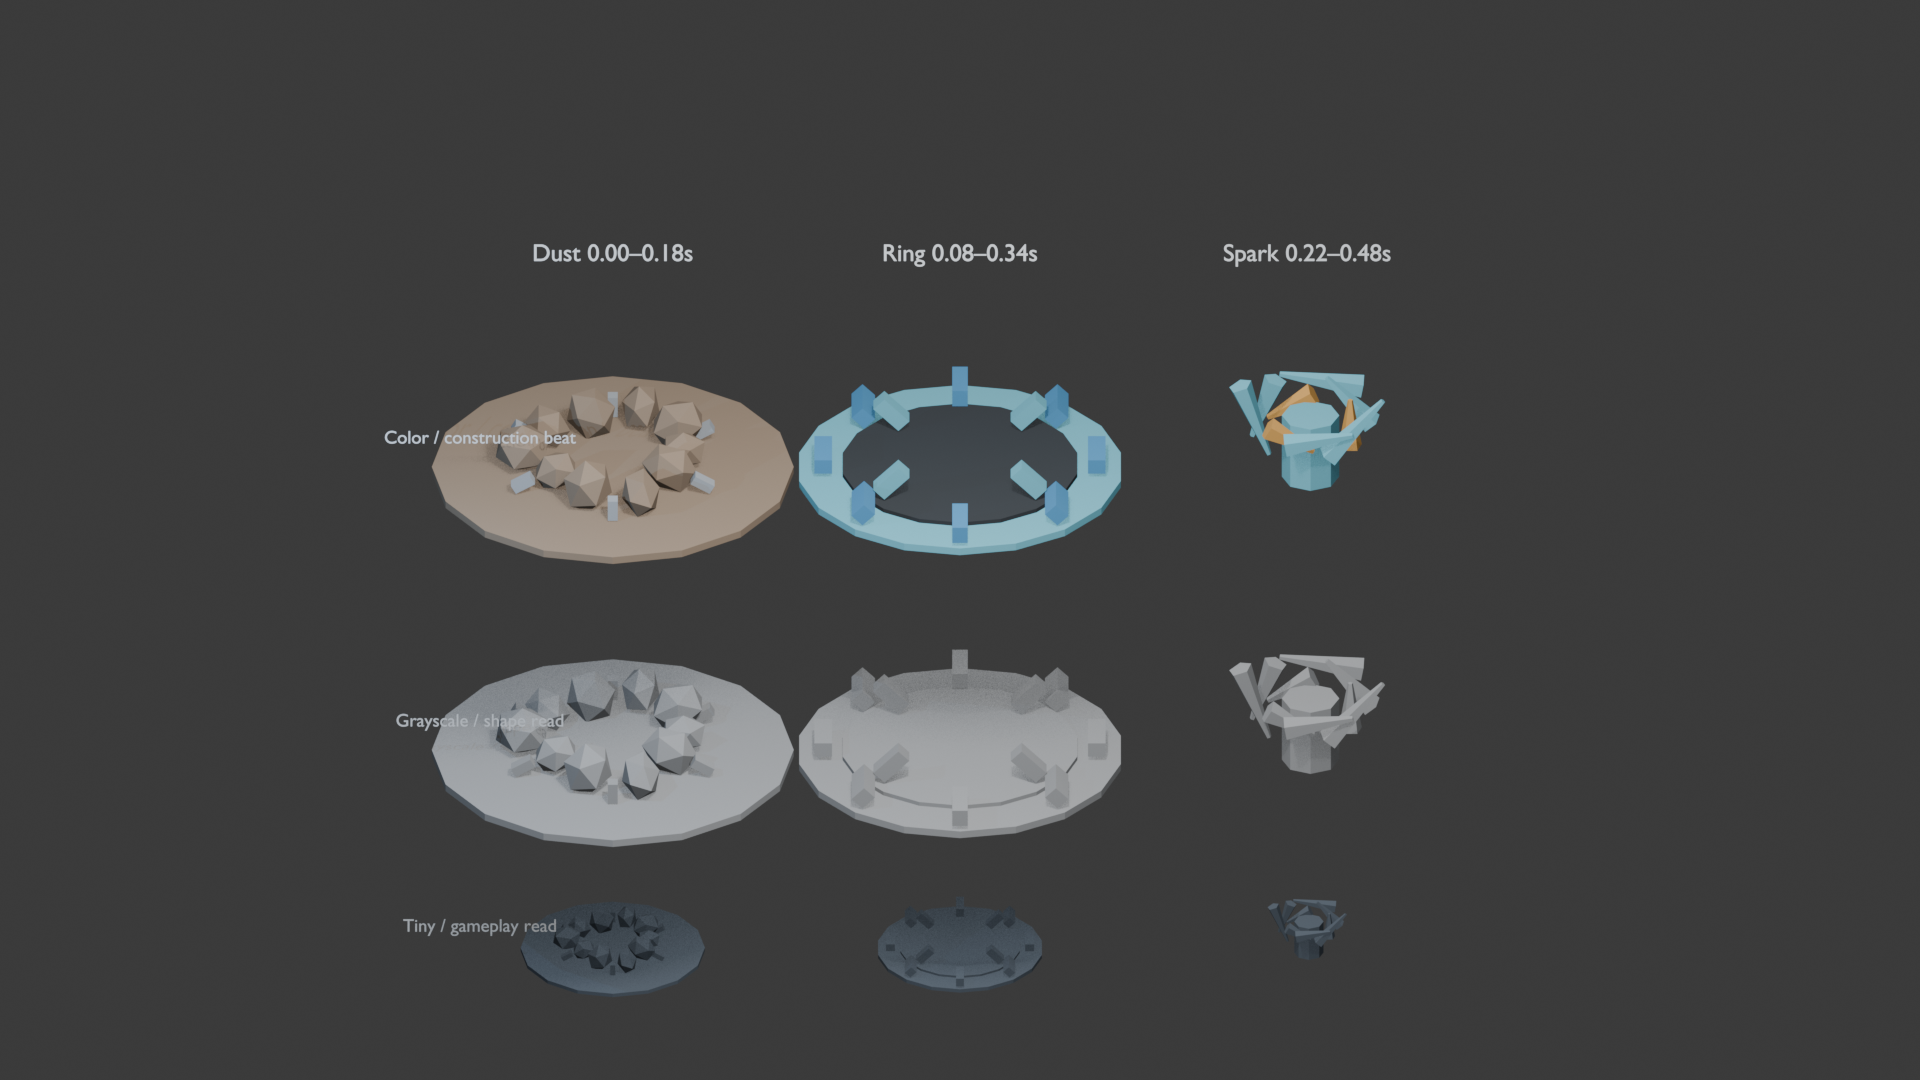 Dust 0.00–0.18s
Ring 0.08–0.34s
Spark 0.22–0.48s
Color / construction beat
Grayscale / shape read
Tiny / gameplay read